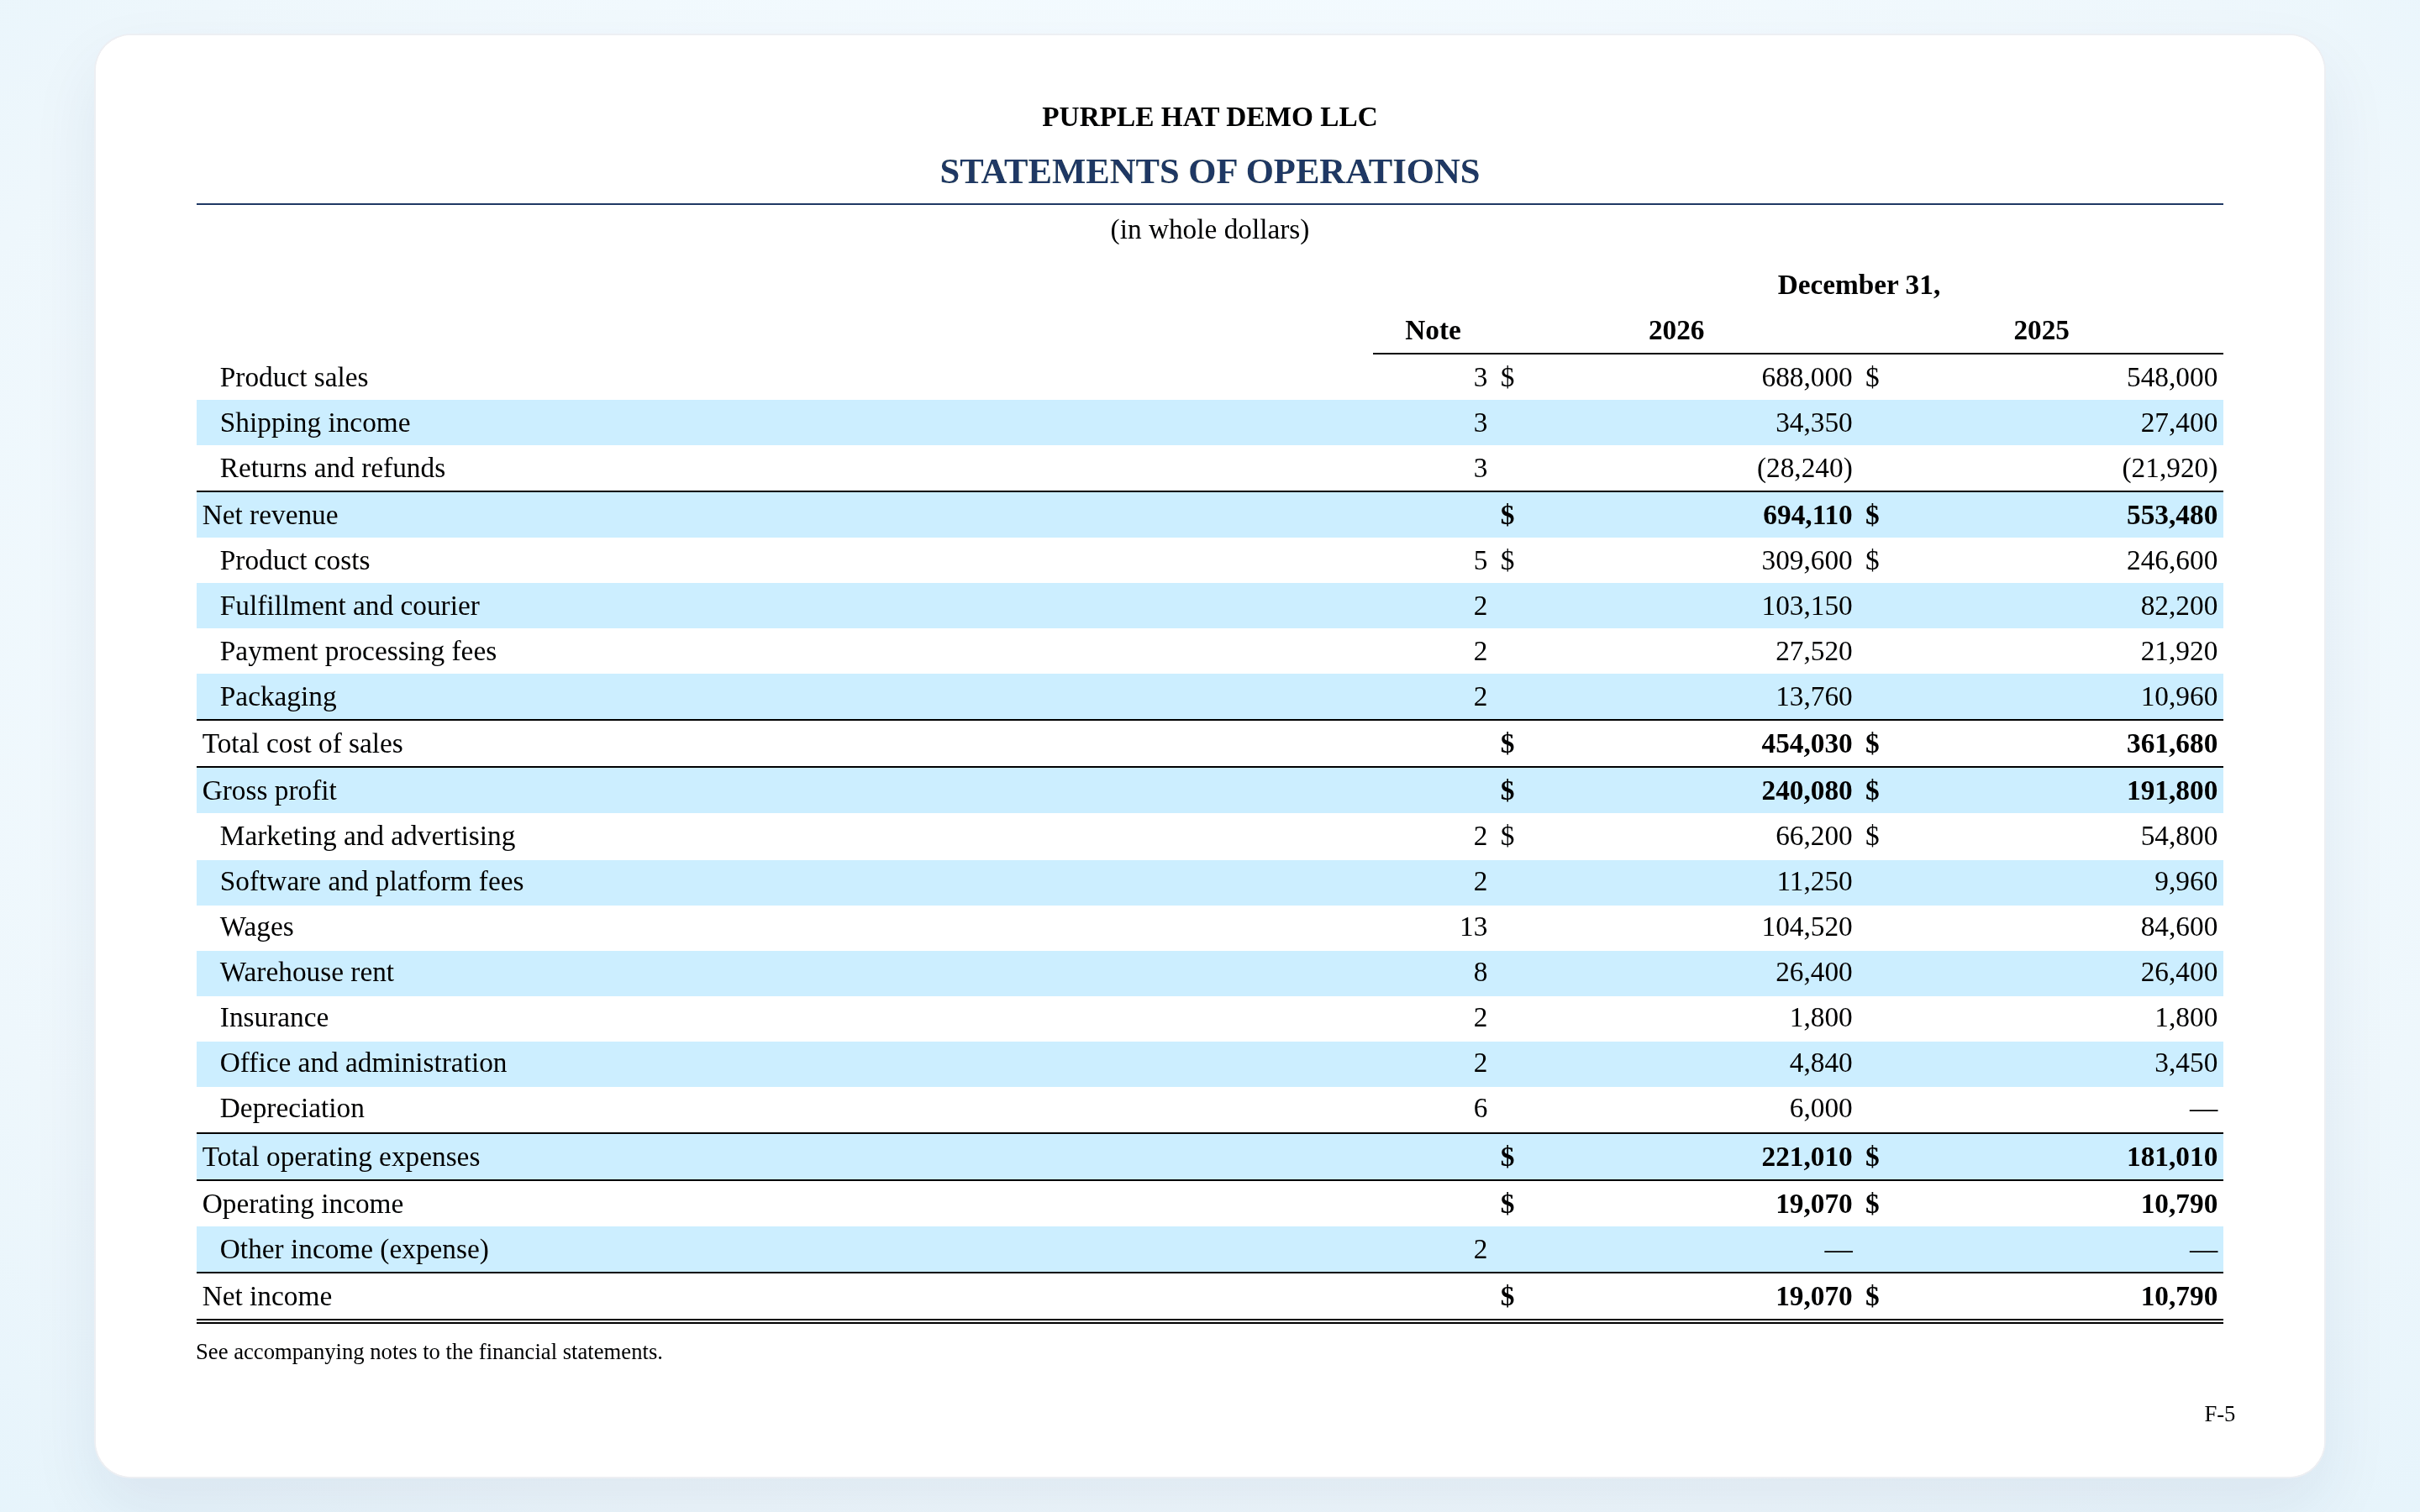 PURPLE HAT DEMO LLC
STATEMENTS OF OPERATIONS
(in whole dollars)
December 31,
Note 2026 2025
Product sales 3 $ 688,000 $ 548,000
Shipping income 3 34,350 27,400
Returns and refunds 3 (28,240) (21,920)
Net revenue $ 694,110 $ 553,480
Product costs 5 $ 309,600 $ 246,600
Fulfillment and courier 2 103,150 82,200
Payment processing fees 2 27,520 21,920
Packaging 2 13,760 10,960
Total cost of sales $ 454,030 $ 361,680
Gross profit $ 240,080 $ 191,800
Marketing and advertising 2 $ 66,200 $ 54,800
Software and platform fees 2 11,250 9,960
Wages 13 104,520 84,600
Warehouse rent 8 26,400 26,400
Insurance 2 1,800 1,800
Office and administration 2 4,840 3,450
Depreciation 6 6,000 —
Total operating expenses $ 221,010 $ 181,010
Operating income $ 19,070 $ 10,790
Other income (expense) 2 — —
Net income $ 19,070 $ 10,790
See accompanying notes to the financial statements.
F-5